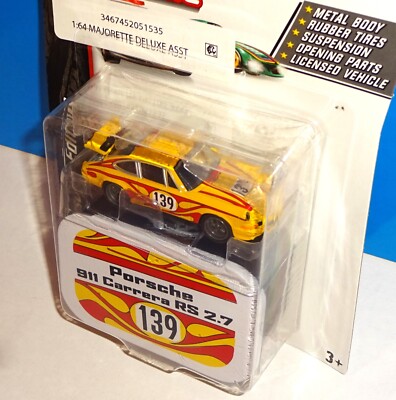 3467452051535
1:64 MAJORETTE DELUXE ASST
METAL BODY
RUBBER TIRES
SUSPENSION
OPENING PARTS
LICENSED VEHICLE
139
Porsche
911 Carrera RS 2.7
139
3+